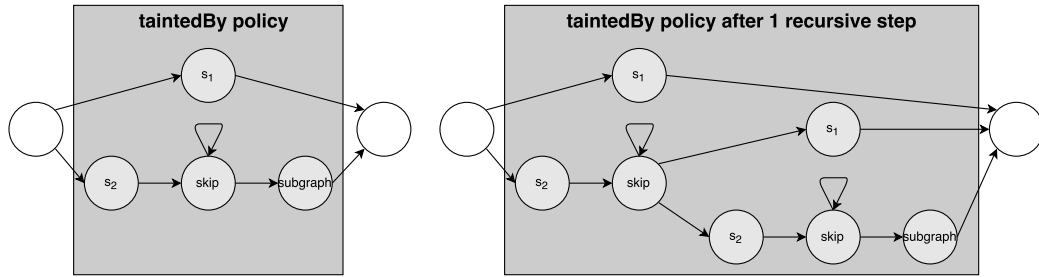 taintedBy policy
s1
s2
skip
subgraph
taintedBy policy after 1 recursive step
s1
s1
s2
skip
s2
skip
subgraph